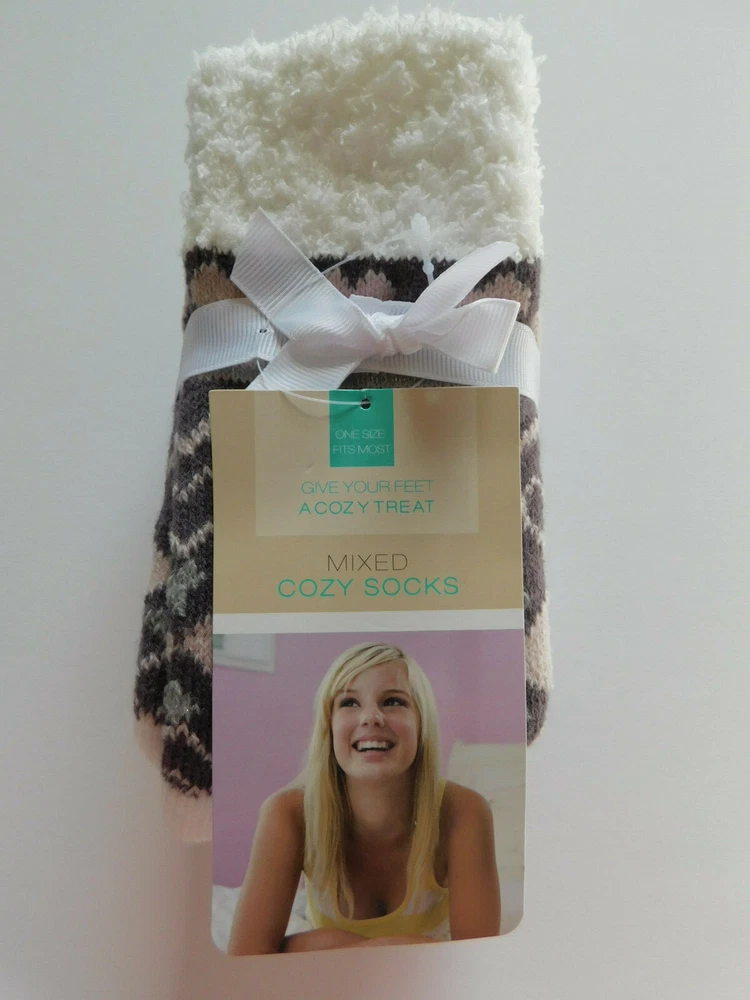 ONE SIZE
FITS MOST
GIVE YOUR FEET
A COZY TREAT
MIXED
COZY SOCKS